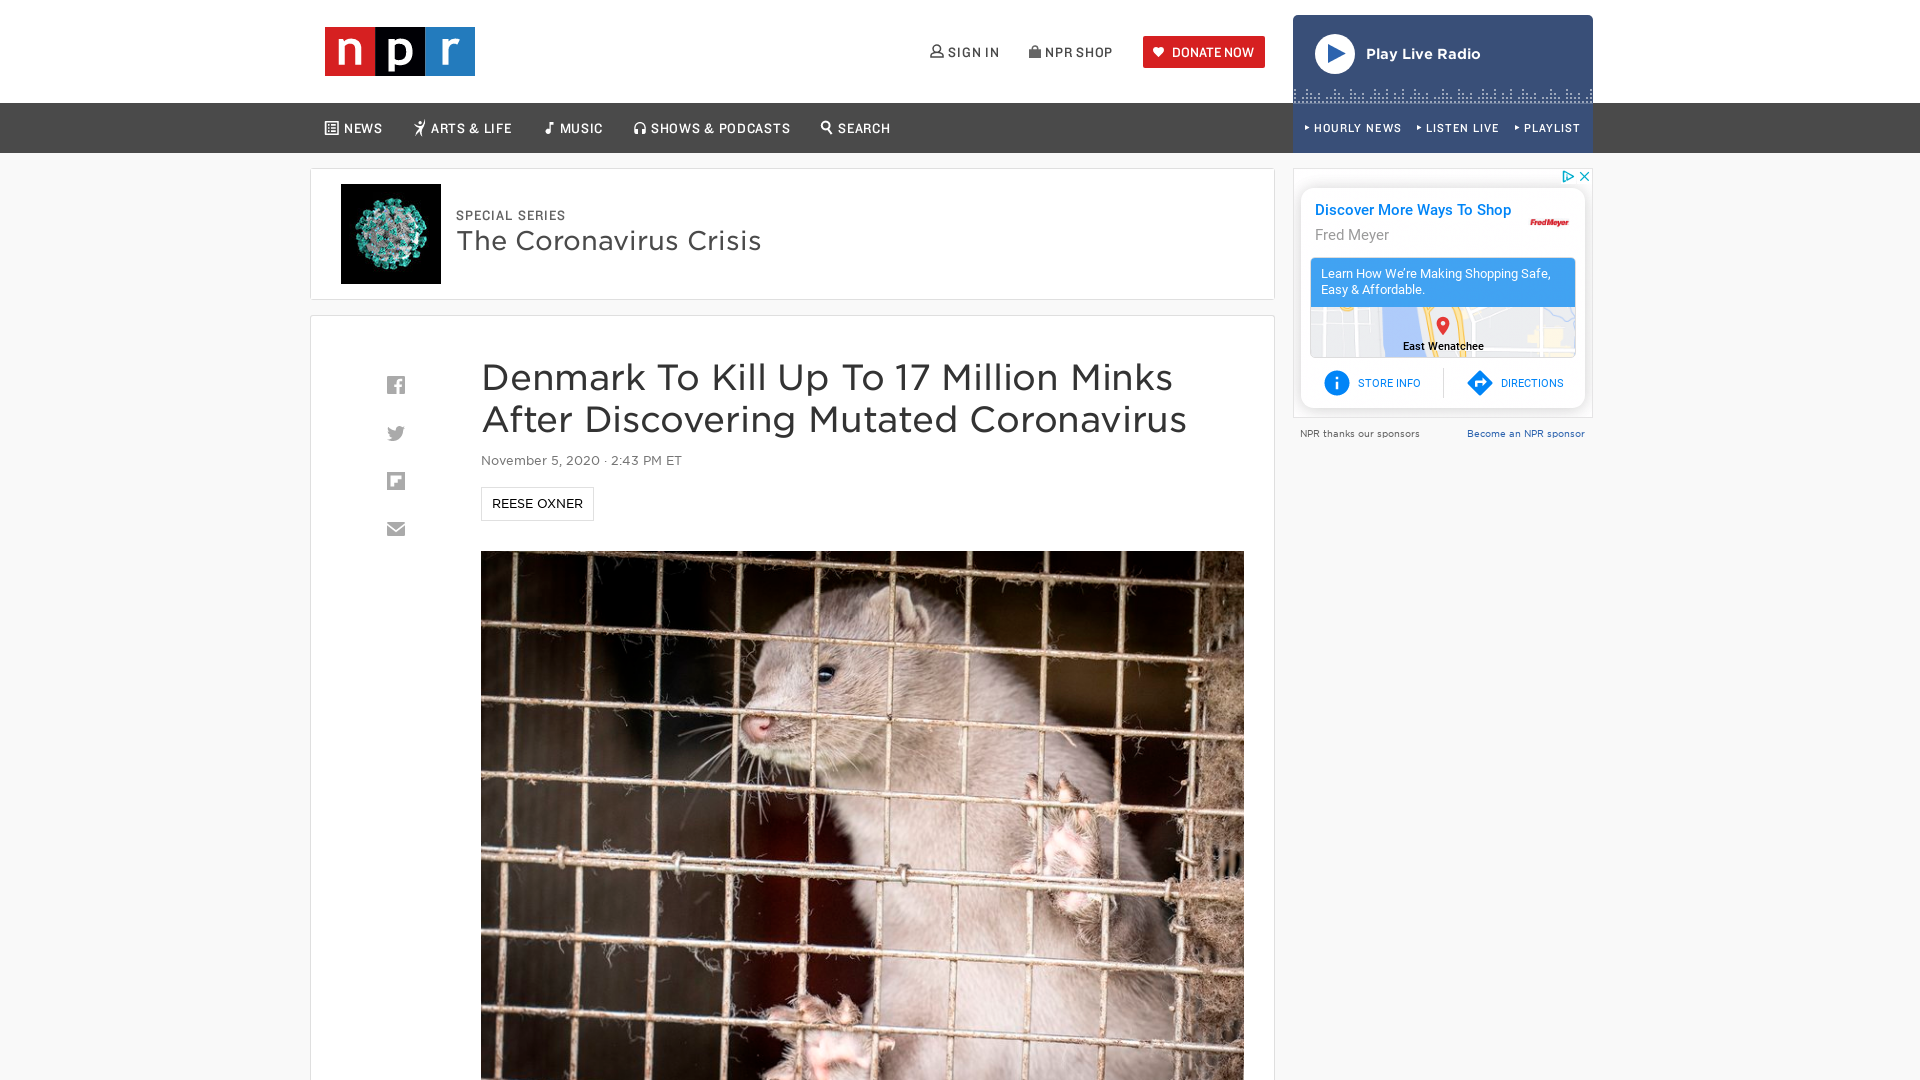 npr
SIGN IN
NPR SHOP
DONATE NOW
Play Live Radio
NEWS
ARTS & LIFE
MUSIC
SHOWS & PODCASTS
SEARCH
HOURLY NEWS
LISTEN LIVE
PLAYLIST
SPECIAL SERIES
The Coronavirus Crisis
Denmark To Kill Up To 17 Million Minks
After Discovering Mutated Coronavirus
November 5, 2020 · 2:43 PM ET
REESE OXNER
Discover More Ways To Shop
Fred Meyer
FredMeyer
Learn How We're Making Shopping Safe,
Easy & Affordable.
East Wenatchee
STORE INFO
DIRECTIONS
NPR thanks our sponsors
Become an NPR sponsor